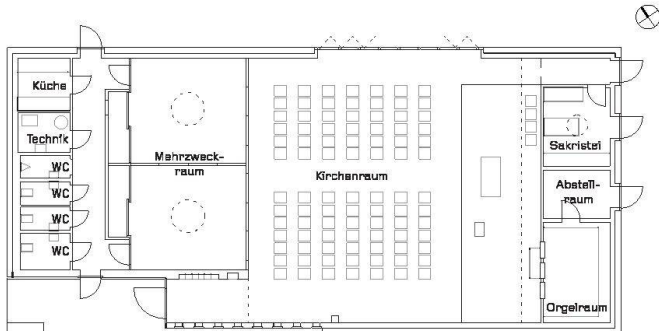 Küche
Technik
WC
WC
WC
WC
Mehrzweck-
raum
Kirchenraum
Sakristei
Abstell-
raum
Orgelraum